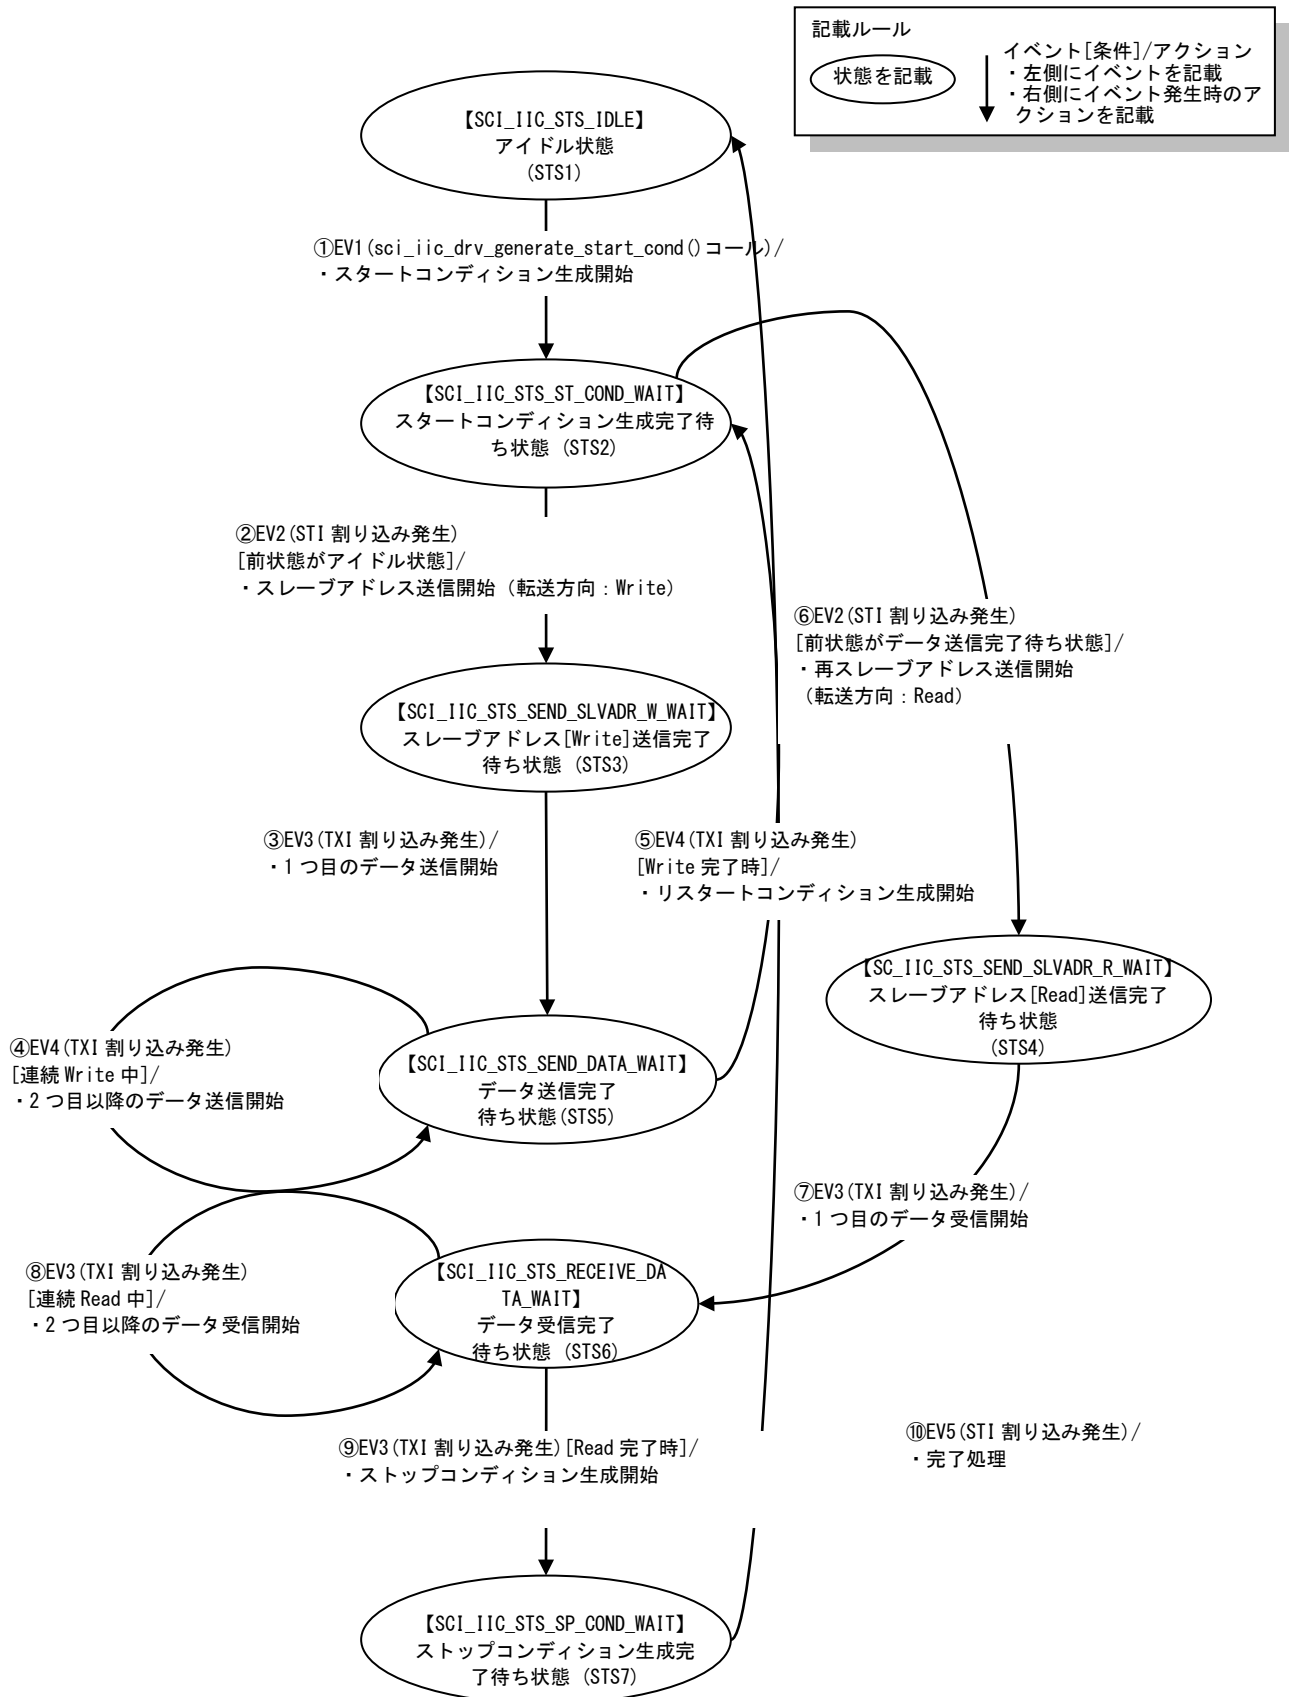 記載ルール
状態を記載
イベント[条件]/アクション
・左側にイベントを記載
・右側にイベント発生時のア
クションを記載
【SCI_IIC_STS_IDLE】
アイドル状態
(STS1)
①EV1(sci_iic_drv_generate_start_cond()コール)/
・スタートコンディション生成開始
【SCI_IIC_STS_ST_COND_WAIT】
スタートコンディション生成完了待
ち状態 (STS2)
②EV2(STI 割り込み発生)
[前状態がアイドル状態]/
・スレーブアドレス送信開始 (転送方向：Write)
⑥EV2(STI 割り込み発生)
[前状態がデータ送信完了待ち状態]/
・再スレーブアドレス送信開始
(転送方向：Read)
【SCI_IIC_STS_SEND_SLVADR_W_WAIT】
スレーブアドレス[Write]送信完了
待ち状態 (STS3)
③EV3(TXI 割り込み発生)/
・1 つ目のデータ送信開始
⑤EV4(TXI 割り込み発生)
[Write 完了時]/
・リスタートコンディション生成開始
【SC_IIC_STS_SEND_SLVADR_R_WAIT】
スレーブアドレス[Read]送信完了
待ち状態
(STS4)
④EV4(TXI 割り込み発生)
[連続 Write 中]/
・2 つ目以降のデータ送信開始
【SCI_IIC_STS_SEND_DATA_WAIT】
データ送信完了
待ち状態(STS5)
⑦EV3(TXI 割り込み発生)/
・1 つ目のデータ受信開始
⑧EV3(TXI 割り込み発生)
[連続 Read 中]/
・2 つ目以降のデータ受信開始
【SCI_IIC_STS_RECEIVE_DA
TA_WAIT】
データ受信完了
待ち状態 (STS6)
⑨EV3(TXI 割り込み発生)[Read 完了時]/
・ストップコンディション生成開始
⑩EV5(STI 割り込み発生)/
・完了処理
【SCI_IIC_STS_SP_COND_WAIT】
ストップコンディション生成完
了待ち状態 (STS7)